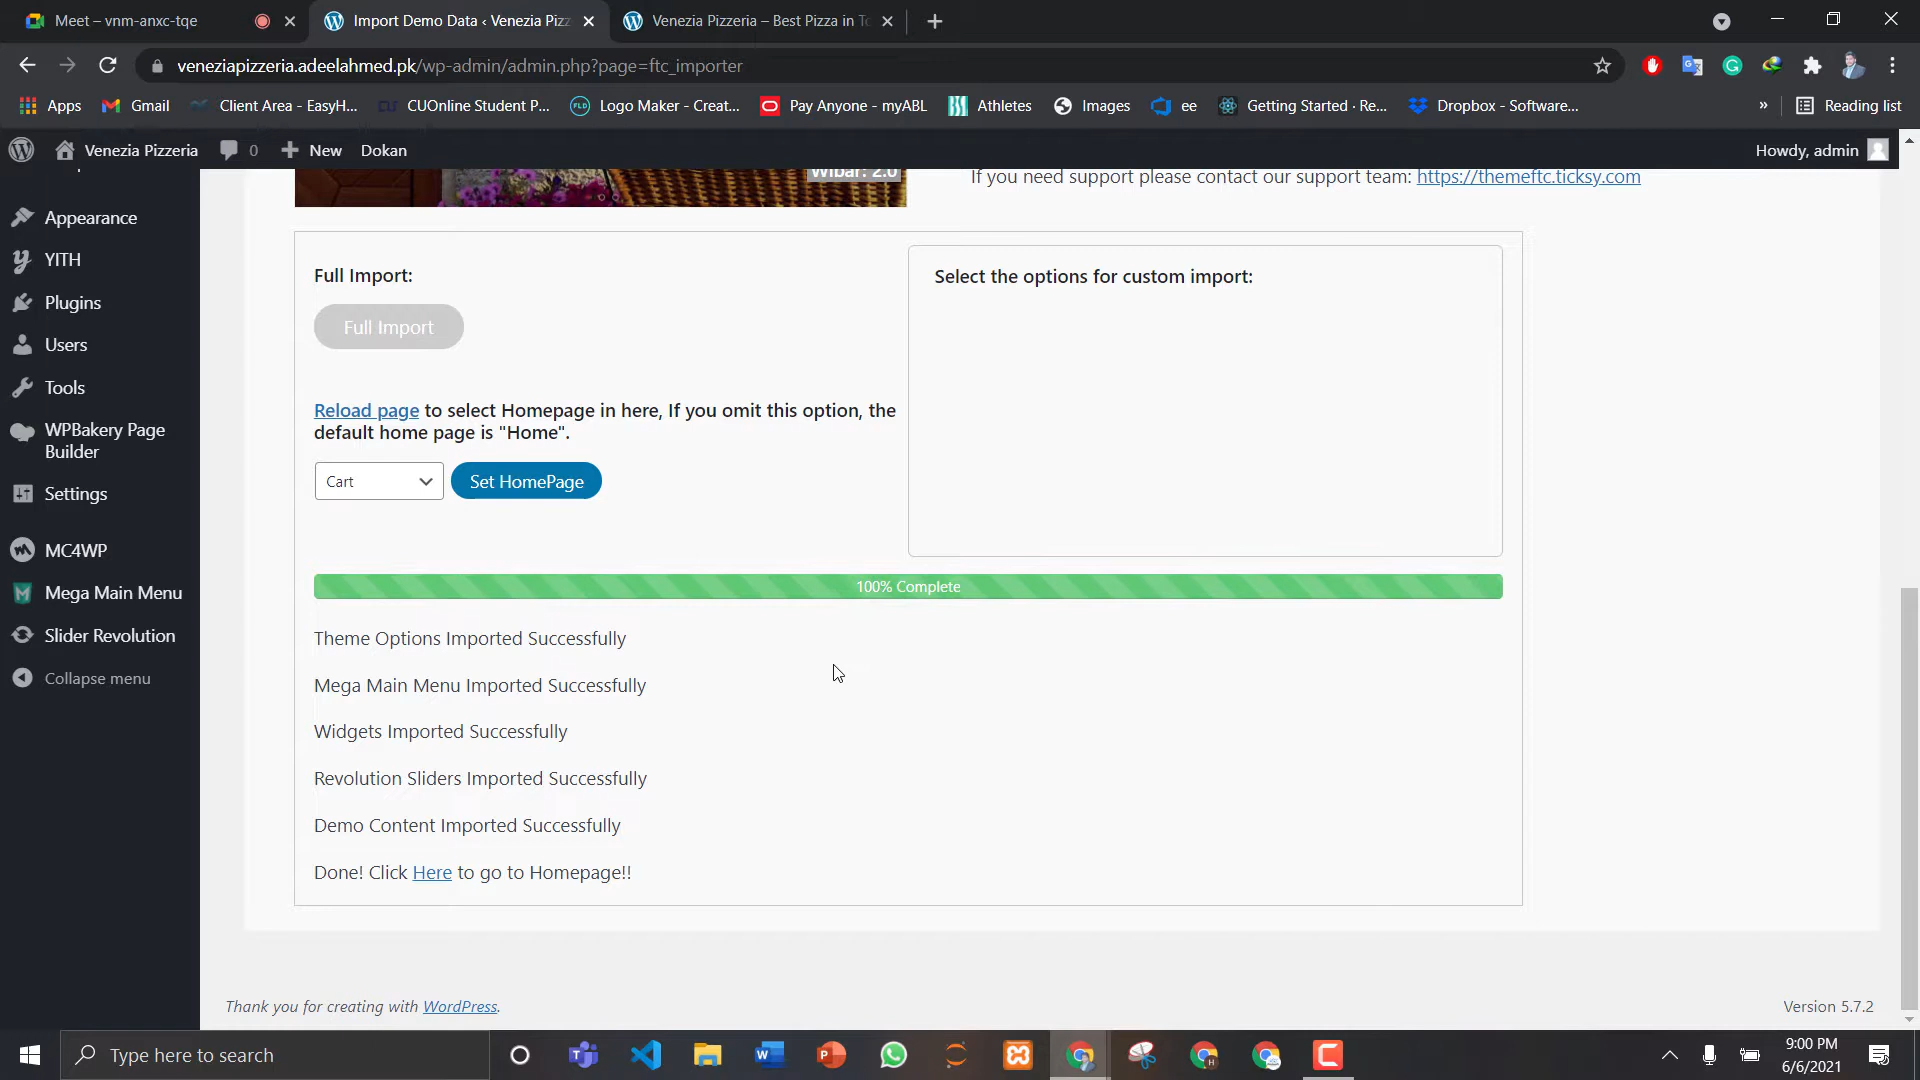 Meet – vnm-anxc-tqe
Import Demo Data ‹ Venezia Pizz
Venezia Pizzeria – Best Pizza in To
veneziapizzeria.adeelahmed.pk/wp-admin/admin.php?page=ftc_importer
Apps
Gmail
Client Area - EasyH...
CUOnline Student P...
Logo Maker - Creat...
Pay Anyone - myABL
Athletes
Images
ee
Getting Started · Re...
Dropbox - Software...
»
Reading list
Venezia Pizzeria
0
New
Dokan
Howdy, admin
Wibar: 2.0
If you need support please contact our support team: https://themeftc.ticksy.com
Appearance
YITH
Plugins
Users
Tools
WPBakery Page
Builder
Settings
MC4WP
Mega Main Menu
Slider Revolution
Collapse menu
Full Import:
Full Import
Select the options for custom import:
Reload page to select Homepage in here, If you omit this option, the
default home page is "Home".
Cart
Set HomePage
100% Complete
Theme Options Imported Successfully
Mega Main Menu Imported Successfully
Widgets Imported Successfully
Revolution Sliders Imported Successfully
Demo Content Imported Successfully
Done! Click Here to go to Homepage!!
Thank you for creating with WordPress.
Version 5.7.2
Type here to search
9:00 PM
6/6/2021